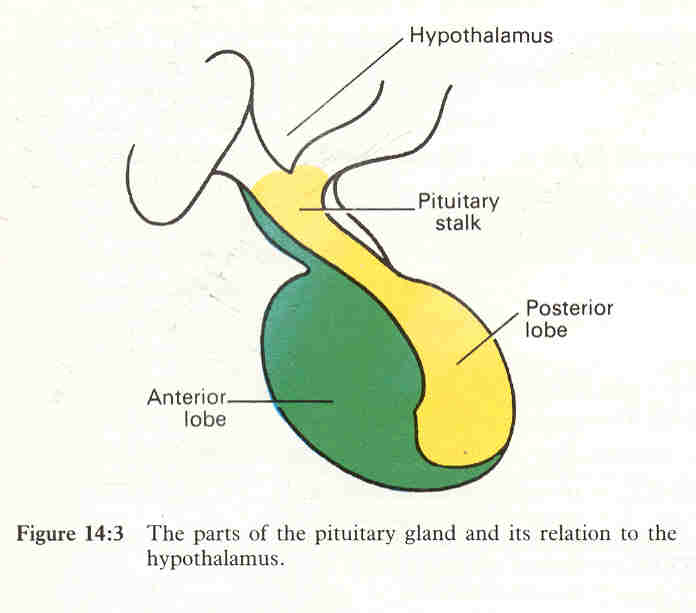 Hypothalamus
Pituitary
stalk
Posterior
lobe
Anterior
lobe
Figure 14:3 The parts of the pituitary gland and its relation to the
hypothalamus.